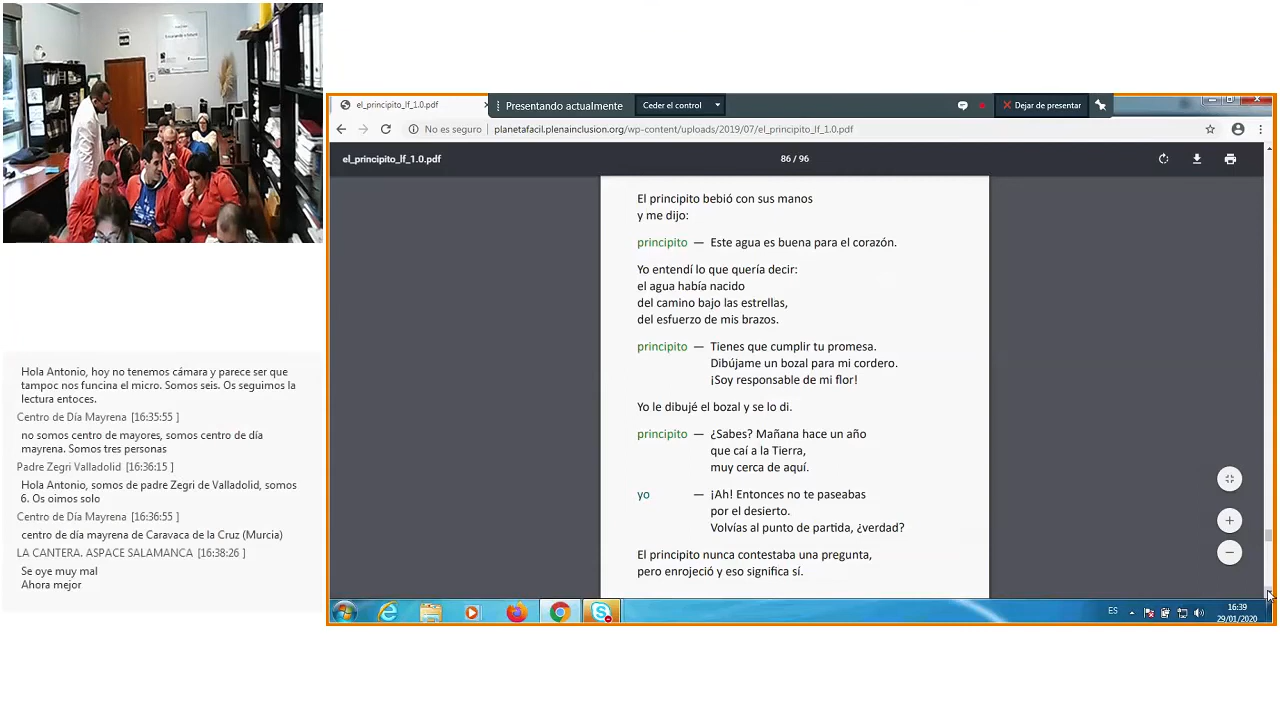 Hola Antonio, hoy no tenemos cámara y parece ser que
tampoc nos funcina el micro. Somos seis. Os seguimos la
lectura entoces.
Centro de Día Mayrena [16:35:55 ]
no somos centro de mayores, somos centro de día
mayrena. Somos tres personas
Padre Zegri Valladolid [16:36:15 ]
Hola Antonio, somos de padre Zegri de Valladolid, somos
6. Os oimos solo
Centro de Día Mayrena [16:36:55 ]
centro de día mayrena de Caravaca de la Cruz (Murcia)
LA CANTERA. ASPACE SALAMANCA [16:38:26 ]
Se oye muy mal
Ahora mejor
el_principito_lf_1.0.pdf
Presentando actualmente
Ceder el control
Dejar de presentar
No es seguro
planetafacil.plenainclusion.org/wp-content/uploads/2019/07/el_principito_lf_1.0.pdf
el_principito_lf_1.0.pdf
86 / 96
El principito bebió con sus manos
y me dijo:
principito — Este agua es buena para el corazón.
Yo entendí lo que quería decir:
el agua había nacido
del camino bajo las estrellas,
del esfuerzo de mis brazos.
principito — Tienes que cumplir tu promesa.
Dibújame un bozal para mi cordero.
¡Soy responsable de mi flor!
Yo le dibujé el bozal y se lo di.
principito — ¿Sabes? Mañana hace un año
que caí a la Tierra,
muy cerca de aquí.
yo — ¡Ah! Entonces no te paseabas
por el desierto.
Volvías al punto de partida, ¿verdad?
El principito nunca contestaba una pregunta,
pero enrojeció y eso significa sí.
ES
16:39
29/01/2020